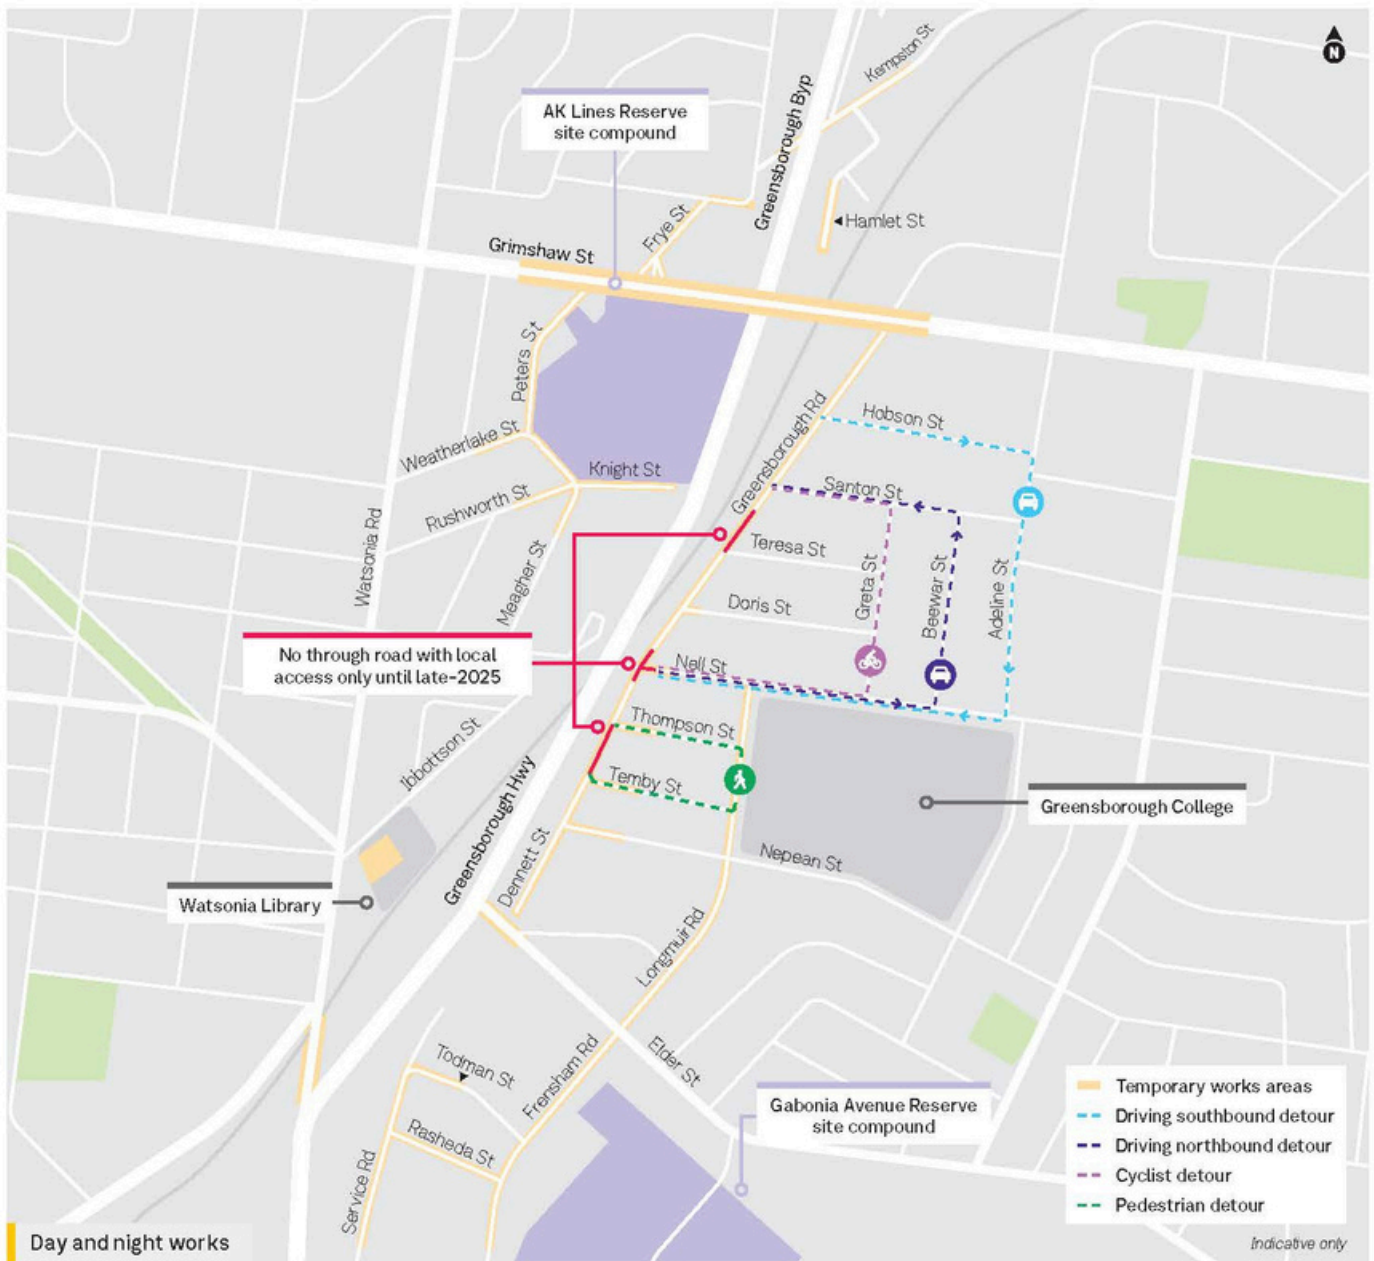 N
Kempston St
AK Lines Reserve
site compound
Greensborough Byp
Hamlet St
Frye St
Grimshaw St
Peters St
Hobson St
Greensborough Rd
Weatherlake St
Knight St
Santon St
Rushworth St
Watsonia Rd
Teresa St
Meagher St
Greta St
Beewar St
Adeline St
Doris St
No through road with local
access only until late-2025
Nell St
Thompson St
Ibbottson St
Temby St
Greensborough College
Greensborough Hwy
Dennett St
Nepean St
Watsonia Library
Longmuir Rd
Todman St
Frensham Rd
Elder St
Gabonia Avenue Reserve
site compound
Rasheda St
Service Rd
Temporary works areas
Driving southbound detour
Driving northbound detour
Cyclist detour
Pedestrian detour
Day and night works
Indicative only